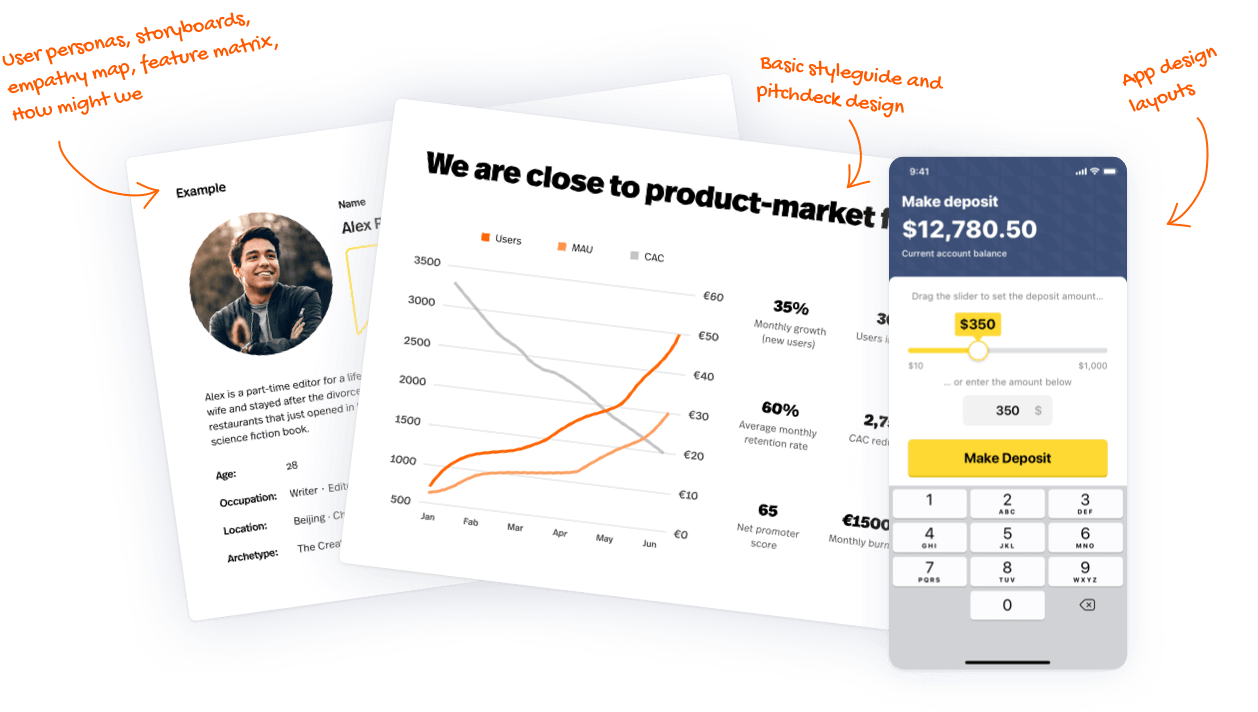 User personas, storyboards,
empathy map, feature matrix,
How might we
Basic styleguide and
pitchdeck design
App design
layouts
Example
Name
Alex
Alex is a part-time editor for a
wife and stayed after the divorce
restaurants that just opened in
science fiction book.
Age: 28
Occupation: Writer ·
Location: Beijing ·
Archetype: The
We are close to product-market
Users MAU CAC
3500
3000
2500
2000
1500
1000
500
€60
€50
€40
€30
€20
€10
€0
Jan Fab Mar Apr May Jun
35%
Monthly growth
(new users)
Users
60%
Average monthly
retention rate
CAC
65
Net promoter
score
€1500
Monthly burn
9:41
Make deposit
$12,780.50
Current account balance
Drag the slider to set the deposit amount...
$350
$10 $1,000
... or enter the amount below
350 $
Make Deposit
1 2 3
ABC DEF
4 5 6
GHI JKL MNO
7 8 9
PQRS TUV WXYZ
0